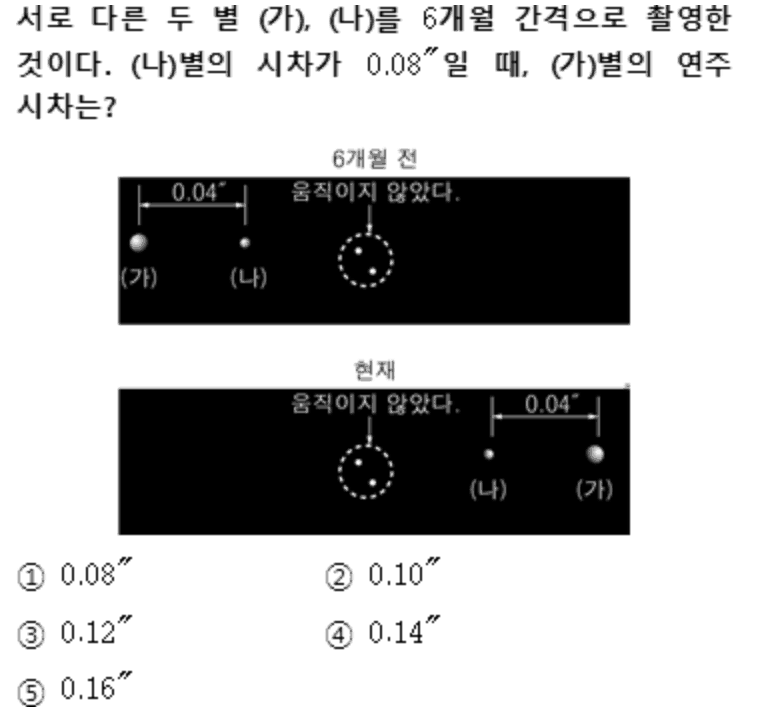 서로 다른 두 별 (가), (나)를 6개월 간격으로 촬영한
것이다. (나)별의 시차가 0.08″일 때, (가)별의 연주
시차는?
6개월 전
0.04″ 움직이지 않았다.
(가) (나)
현재
움직이지 않았다. 0.04″
(나) (가)
① 0.08″ ② 0.10″
③ 0.12″ ④ 0.14″
⑤ 0.16″